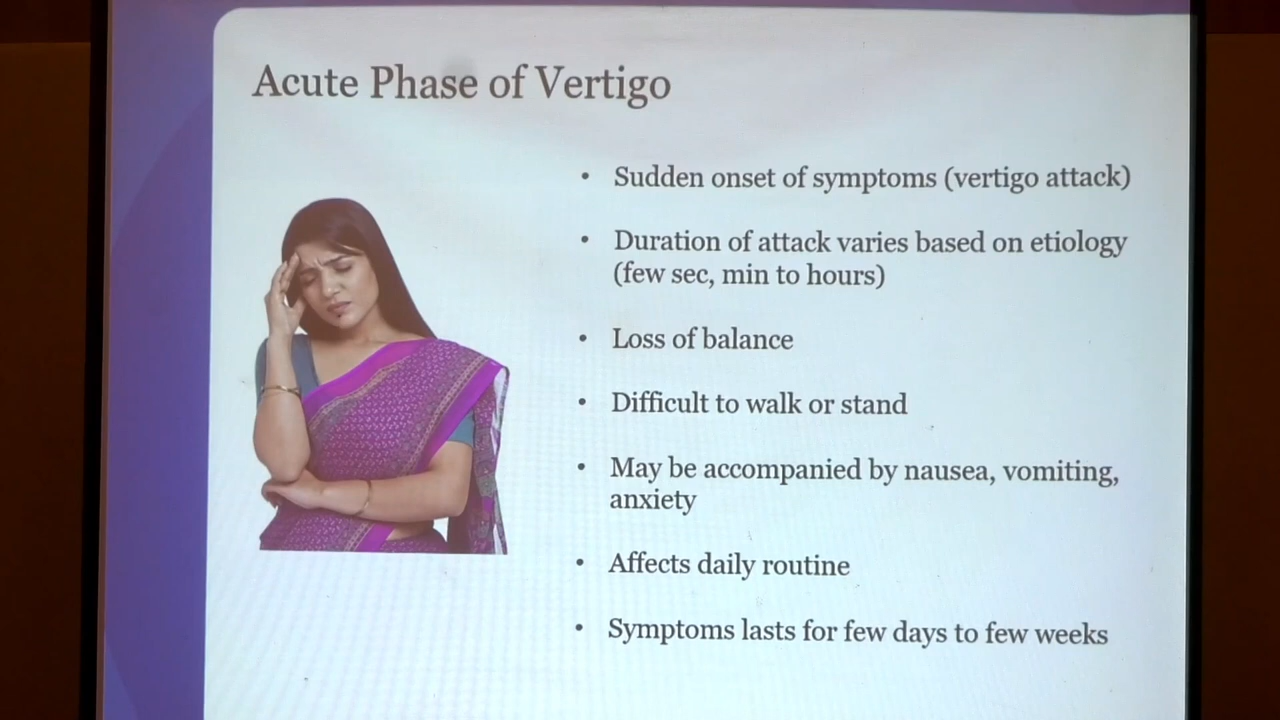 Acute Phase of Vertigo
• Sudden onset of symptoms (vertigo attack)
• Duration of attack varies based on etiology
(few sec, min to hours)
• Loss of balance
• Difficult to walk or stand
• May be accompanied by nausea, vomiting,
anxiety
• Affects daily routine
• Symptoms lasts for few days to few weeks